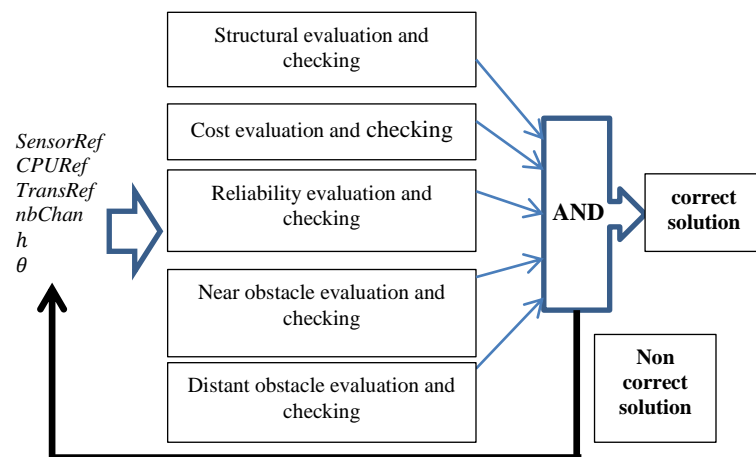 SensorRef
CPURef
TransRef
nbChan
h
θ
Structural evaluation and
checking
Cost evaluation and checking
Reliability evaluation and
checking
Near obstacle evaluation and
checking
Distant obstacle evaluation and
checking
AND
correct
solution
Non
correct
solution